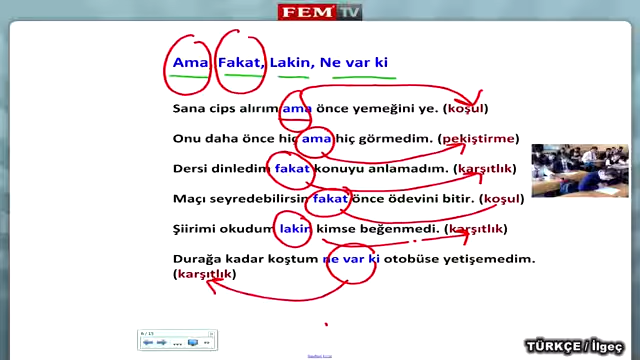 FEM TV
Ama Fakat, Lakin, Ne var ki
Sana cips alırım ama önce yemeğini ye. (koşul)
Onu daha önce hiç ama hiç görmedim. (pekiştirme)
Dersi dinledim fakat konuyu anlamadım. (karşıtlık)
Maçı seyredebilirsin fakat önce ödevini bitir. (koşul)
Şiirimi okudum lakin kimse beğenmedi. (karşıtlık)
Durağa kadar koştum ne var ki otobüse yetişemedim.
(karşıtlık)
TÜRKÇE / İlgeç